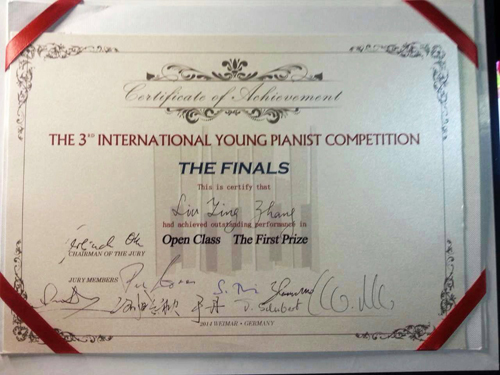 Certificate of Achievement
THE 3RD INTERNATIONAL YOUNG PIANIST COMPETITION
THE FINALS
This is certify that
Liu Ying Zhang
had achieved outstanding performance in
Open Class The First Prize
CHAIRMAN OF THE JURY
JURY MEMBERS
2014 WEIMAR • GERMANY